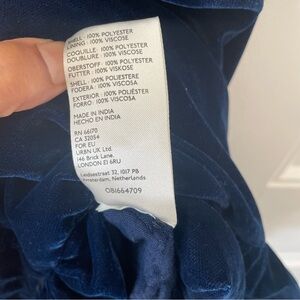 SHELL : 100% POLYESTER
LINING : 100% VISCOSE
COQUILLE : 100% POLYESTER
DOUBLURE : 100% VISCOSE
OBERSTOFF : 100% POLYESTER
FUTTER : 100% VISKOSE
SHELL : 100% POLIESTERE
FODERA : 100% VISCOSA
EXTERIOR : 100% POLIÉSTER
FORRO : 100% VISCOSA
MADE IN INDIA
HECHO EN INDIA
RN 66170
CA 32054
FOR EU
URBN UK Ltd.
146 Brick Lane,
LONDON E1 6RU
Leidsestraat 32, 1017 PB
Amsterdam, Netherlands
OB1664709